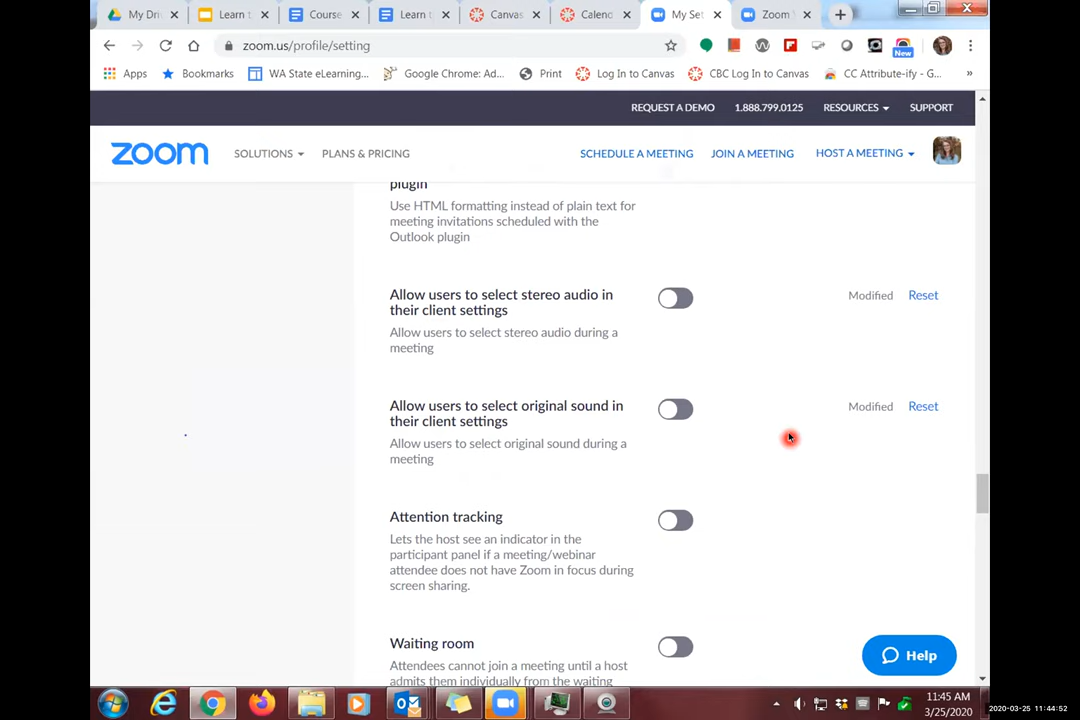 My Dri
Learn t
Course
Learn t
Canvas
Calend
My Set
Zoom
zoom.us/profile/setting
New
Apps
Bookmarks
WA State eLearning...
Google Chrome: Ad...
Print
Log In to Canvas
CBC Log In to Canvas
CC Attribute-ify - G...
»
REQUEST A DEMO
1.888.799.0125
RESOURCES
SUPPORT
zoom
SOLUTIONS
PLANS & PRICING
SCHEDULE A MEETING
JOIN A MEETING
HOST A MEETING
plugin
Use HTML formatting instead of plain text for
meeting invitations scheduled with the
Outlook plugin
Allow users to select stereo audio in
their client settings
Modified
Reset
Allow users to select stereo audio during a
meeting
Allow users to select original sound in
their client settings
Modified
Reset
Allow users to select original sound during a
meeting
Attention tracking
Lets the host see an indicator in the
participant panel if a meeting/webinar
attendee does not have Zoom in focus during
screen sharing.
Waiting room
Attendees cannot join a meeting until a host
admits them individually from the waiting
Help
11:45 AM
3/25/2020
2020-03-25 11:44:52